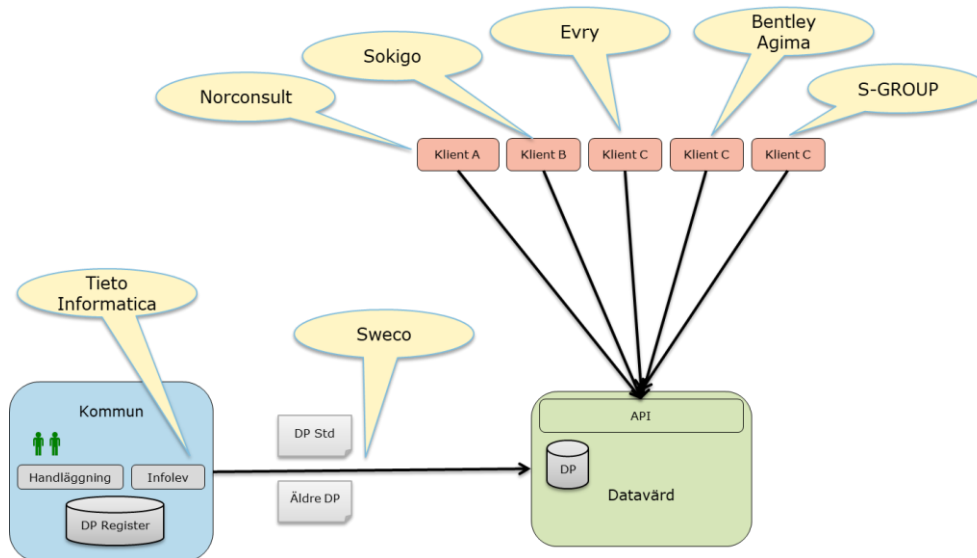 Evry
Bentley
Agima
Sokigo
Norconsult
S-GROUP
Klient A
Klient B
Klient C
Klient C
Klient C
Tieto
Informatica
Sweco
Kommun
DP Std
API
Handläggning
Infolev
DP
Äldre DP
Datavärd
DP Register